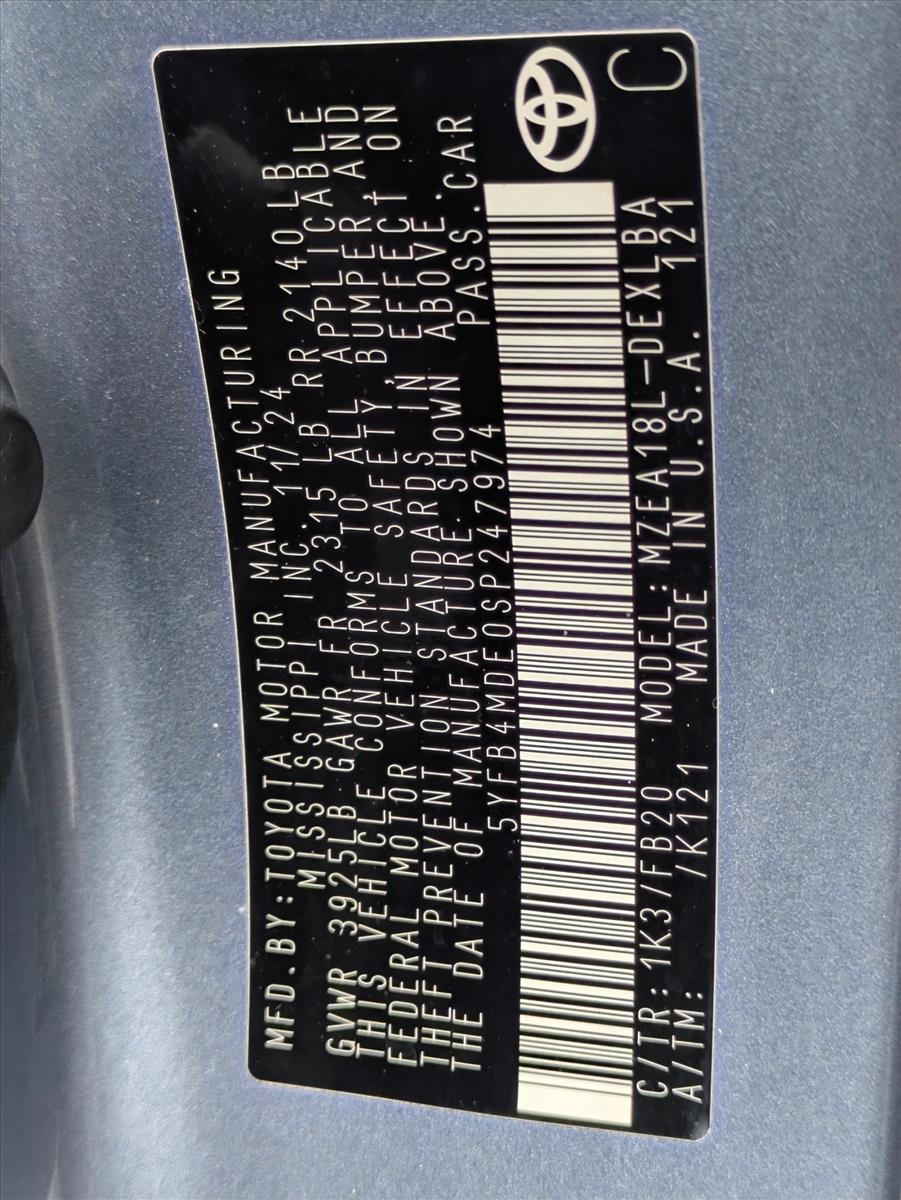 MFD.BY:TOYOTA MOTOR MANUFACTURING
MISSISSIPPI INC. 11/24
GVWR 3925LB GAWR FR 2315 LB RR 2140LB
THIS VEHICLE CONFORMS TO ALL APPLICABLE
FEDERAL MOTOR VEHICLE SAFETY, BUMPER, AND
THEFT PREVENTION STANDARDS IN EFFECT ON
THE DATE OF MANUFACTURE SHOWN ABOVE.
5YFB4MDE0SP247974 PASS.CAR
C/TR: 1K3/FB20 MODEL: MZEA18L-DEXLBA
A/TM: /K121 MADE IN U.S.A. 121
C